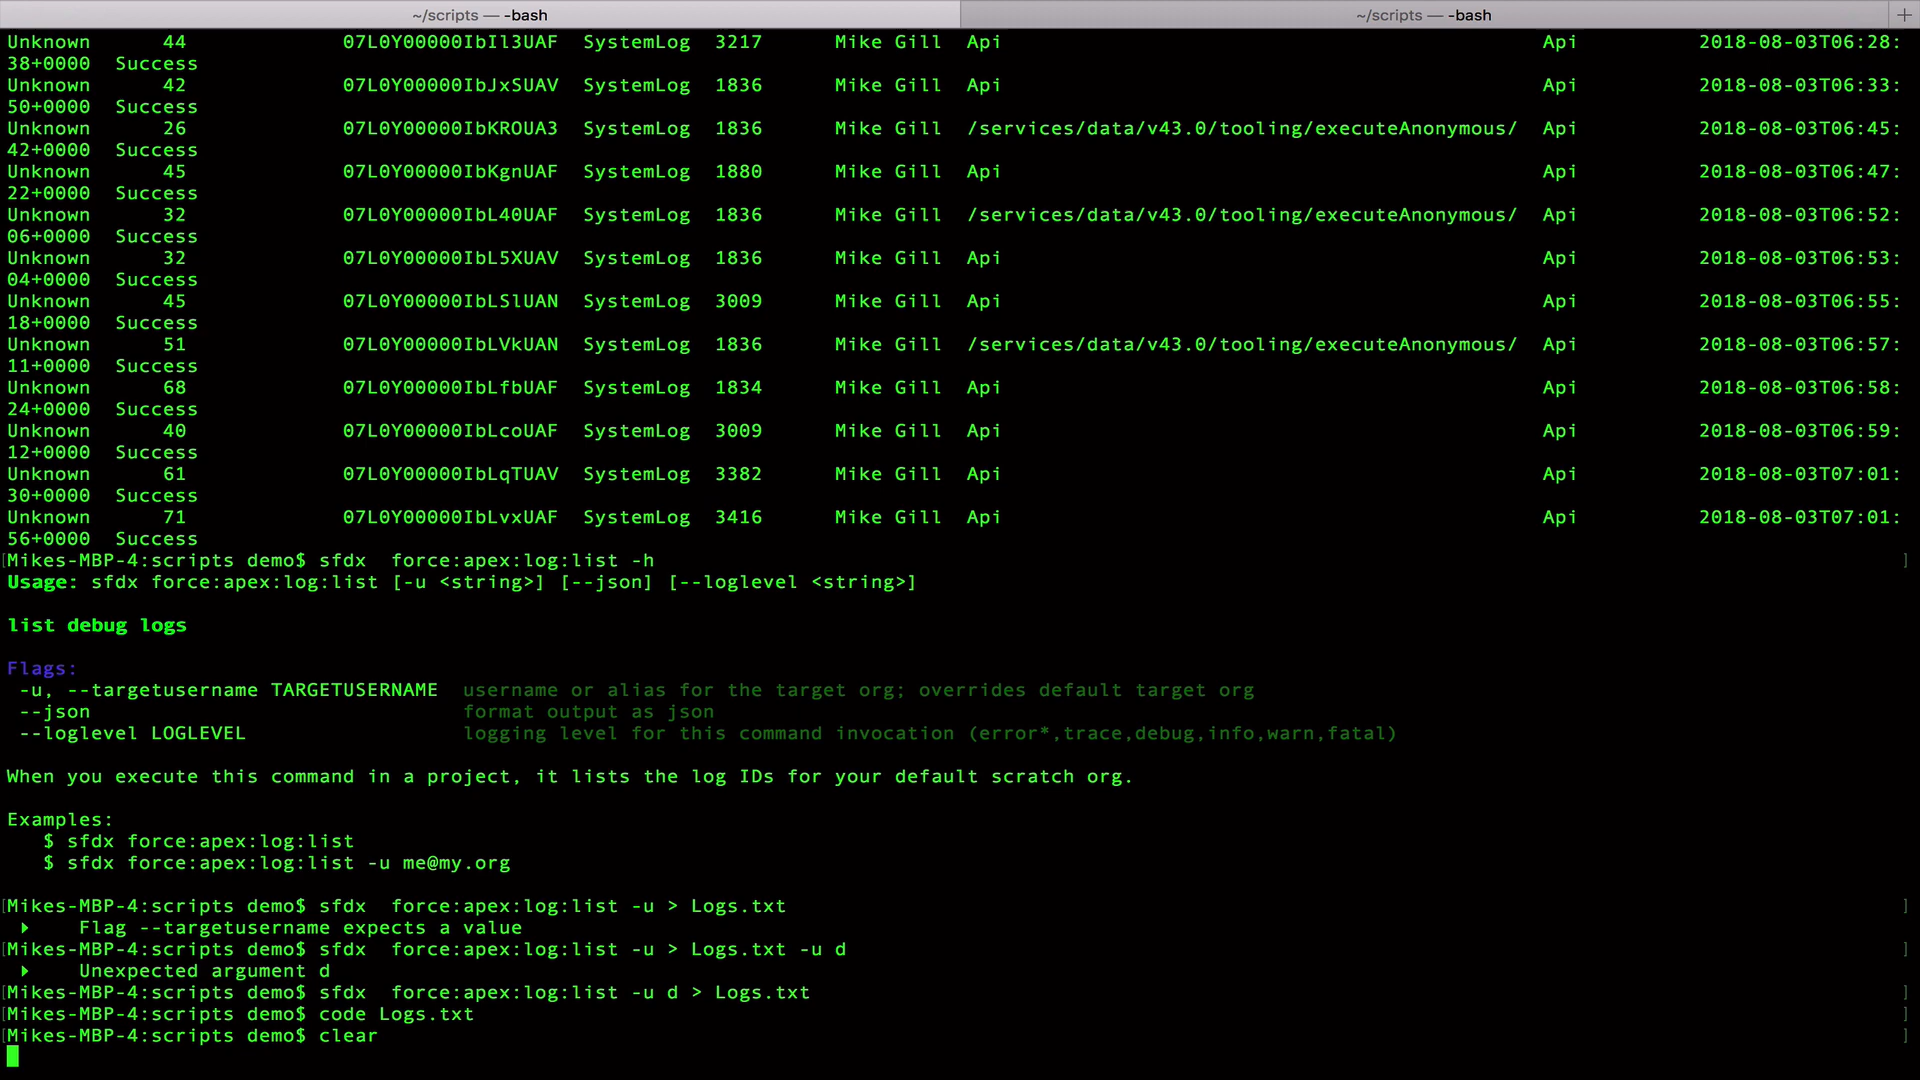 ~/scripts — -bash ~/scripts — -bash +
Unknown 44 07L0Y00000IbIl3UAF SystemLog 3217 Mike Gill Api Api 2018-08-03T06:28:
38+0000 Success
Unknown 42 07L0Y00000IbJxSUAV SystemLog 1836 Mike Gill Api Api 2018-08-03T06:33:
50+0000 Success
Unknown 26 07L0Y00000IbKROUA3 SystemLog 1836 Mike Gill /services/data/v43.0/tooling/executeAnonymous/ Api 2018-08-03T06:45:
42+0000 Success
Unknown 45 07L0Y00000IbKgnUAF SystemLog 1880 Mike Gill Api Api 2018-08-03T06:47:
22+0000 Success
Unknown 32 07L0Y00000IbL40UAF SystemLog 1836 Mike Gill /services/data/v43.0/tooling/executeAnonymous/ Api 2018-08-03T06:52:
06+0000 Success
Unknown 32 07L0Y00000IbL5XUAV SystemLog 1836 Mike Gill Api Api 2018-08-03T06:53:
04+0000 Success
Unknown 45 07L0Y00000IbLSlUAN SystemLog 3009 Mike Gill Api Api 2018-08-03T06:55:
18+0000 Success
Unknown 51 07L0Y00000IbLVkUAN SystemLog 1836 Mike Gill /services/data/v43.0/tooling/executeAnonymous/ Api 2018-08-03T06:57:
11+0000 Success
Unknown 68 07L0Y00000IbLfbUAF SystemLog 1834 Mike Gill Api Api 2018-08-03T06:58:
24+0000 Success
Unknown 40 07L0Y00000IbLcoUAF SystemLog 3009 Mike Gill Api Api 2018-08-03T06:59:
12+0000 Success
Unknown 61 07L0Y00000IbLqTUAV SystemLog 3382 Mike Gill Api Api 2018-08-03T07:01:
30+0000 Success
Unknown 71 07L0Y00000IbLvxUAF SystemLog 3416 Mike Gill Api Api 2018-08-03T07:01:
56+0000 Success
[Mikes-MBP-4:scripts demo$ sfdx  force:apex:log:list -h ]
Usage: sfdx force:apex:log:list [-u <string>] [--json] [--loglevel <string>]
list debug logs
Flags:
-u, --targetusername TARGETUSERNAME username or alias for the target org; overrides default target org
--json format output as json
--loglevel LOGLEVEL logging level for this command invocation (error*,trace,debug,info,warn,fatal)
When you execute this command in a project, it lists the log IDs for your default scratch org.
Examples:
$ sfdx force:apex:log:list
$ sfdx force:apex:log:list -u me@my.org
[Mikes-MBP-4:scripts demo$ sfdx  force:apex:log:list -u > Logs.txt ]
▸ Flag --targetusername expects a value
[Mikes-MBP-4:scripts demo$ sfdx  force:apex:log:list -u > Logs.txt -u d ]
▸ Unexpected argument d
[Mikes-MBP-4:scripts demo$ sfdx  force:apex:log:list -u d > Logs.txt ]
[Mikes-MBP-4:scripts demo$ code Logs.txt ]
[Mikes-MBP-4:scripts demo$ clear ]